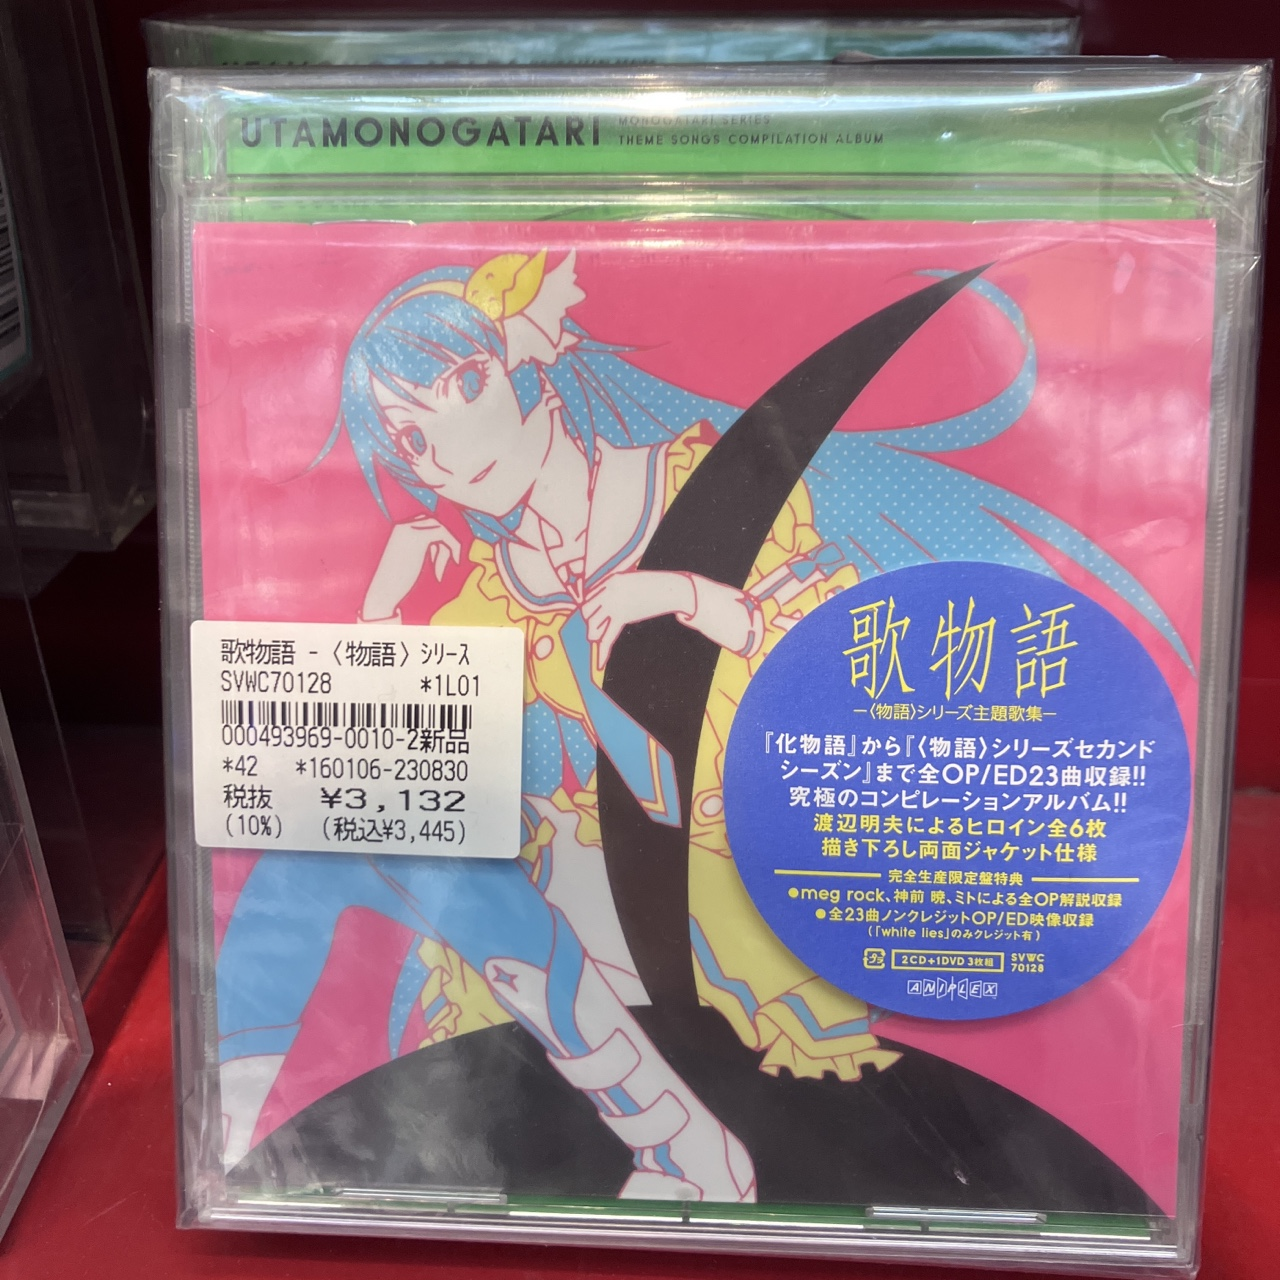 UTAMONOGATARI
MONOGATARI SERIES
THEME SONGS COMPILATION ALBUM
歌物語 - 〈物語〉 ｼﾘｰｽ
SVWC70128 *1L01
000493969-0010-2新品
*42 *160106-230830
税抜 ¥3,132
(10%) (税込¥3,445)
歌物語
-〈物語〉シリーズ主題歌集-
『化物語』から『〈物語〉シリーズセカンド
シーズン』まで全OP/ED23曲収録!!
究極のコンピレーションアルバム!!
渡辺明夫によるヒロイン全6枚
描き下ろし両面ジャケット仕様
完全生産限定盤特典
●meg rock、神前 暁、ミトによる全OP解説収録
●全23曲ノンクレジットOP/ED映像収録
(「white lies」のみクレジット有)
2CD+1DVD 3枚組 SVWC
70128
ANIPLEX